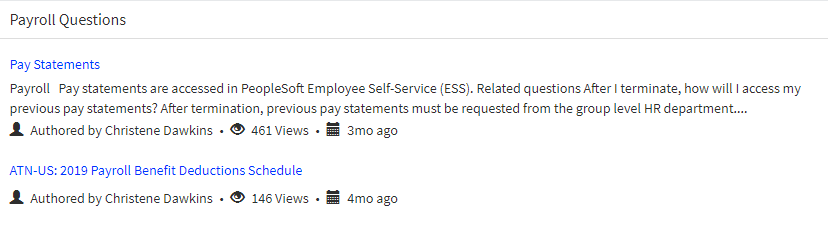 Payroll Questions
Pay Statements
Payroll Pay statements are accessed in PeopleSoft Employee Self-Service (ESS). Related questions After I terminate, how will I access my
previous pay statements? After termination, previous pay statements must be requested from the group level HR department....
Authored by Christene Dawkins • 461 Views • 3mo ago
ATN-US: 2019 Payroll Benefit Deductions Schedule
Authored by Christene Dawkins • 146 Views • 4mo ago